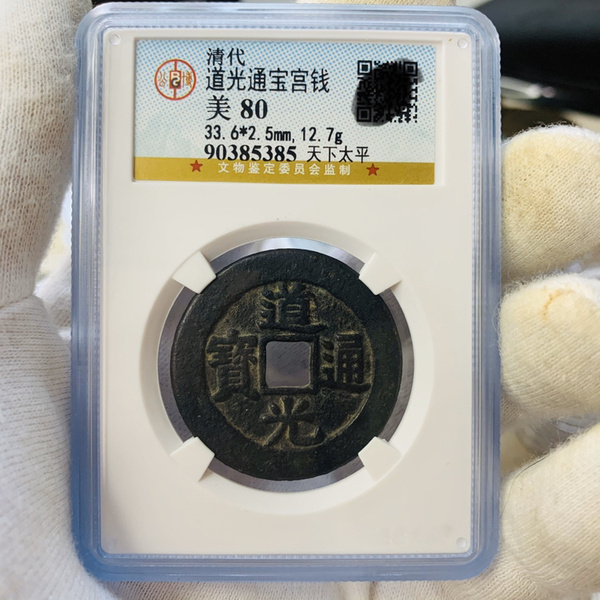 清代
道光通宝宫钱
美 80
33.6*2.5mm,12.7g
90385385 天下太平
文物鉴定委员会监制
道光通寶